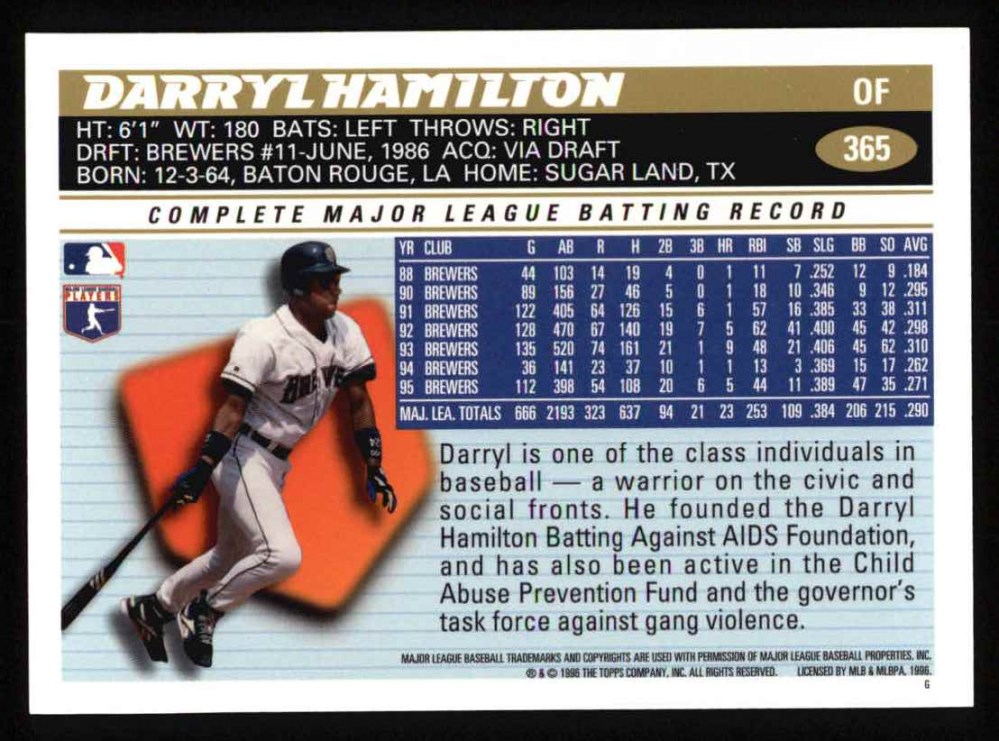 DARRYL HAMILTON OF
HT: 6'1" WT: 180 BATS: LEFT THROWS: RIGHT
DRFT: BREWERS #11-JUNE, 1986 ACQ: VIA DRAFT 365
BORN: 12-3-64, BATON ROUGE, LA HOME: SUGAR LAND, TX
COMPLETE MAJOR LEAGUE BATTING RECORD
YR CLUB G AB R H 2B 3B HR RBI SB SLG BB SO AVG
88 BREWERS 44 103 14 19 4 0 1 11 7 .252 12 9 .184
90 BREWERS 89 156 27 46 5 0 1 18 10 .346 9 12 .295
91 BREWERS 122 405 64 126 15 6 1 57 16 .385 33 38 .311
92 BREWERS 128 470 67 140 19 7 5 62 41 .400 45 42 .298
93 BREWERS 135 520 74 161 21 1 9 48 21 .406 45 62 .310
94 BREWERS 36 141 23 37 10 1 1 13 3 .369 15 17 .262
95 BREWERS 112 398 54 108 20 6 5 44 11 .389 47 35 .271
MAJ. LEA. TOTALS 666 2193 323 637 94 21 23 253 109 .384 206 215 .290
MAJOR LEAGUE BASEBALL
PLAYERS
BREWE
24
Darryl is one of the class individuals in
baseball — a warrior on the civic and
social fronts. He founded the Darryl
Hamilton Batting Against AIDS Foundation,
and has also been active in the Child
Abuse Prevention Fund and the governor's
task force against gang violence.
MAJOR LEAGUE BASEBALL TRADEMARKS AND COPYRIGHTS ARE USED WITH PERMISSION OF MAJOR LEAGUE BASEBALL PROPERTIES, INC.
® & © 1996 THE TOPPS COMPANY, INC. ALL RIGHTS RESERVED. LICENSED BY MLB & MLBPA, 1996.
G